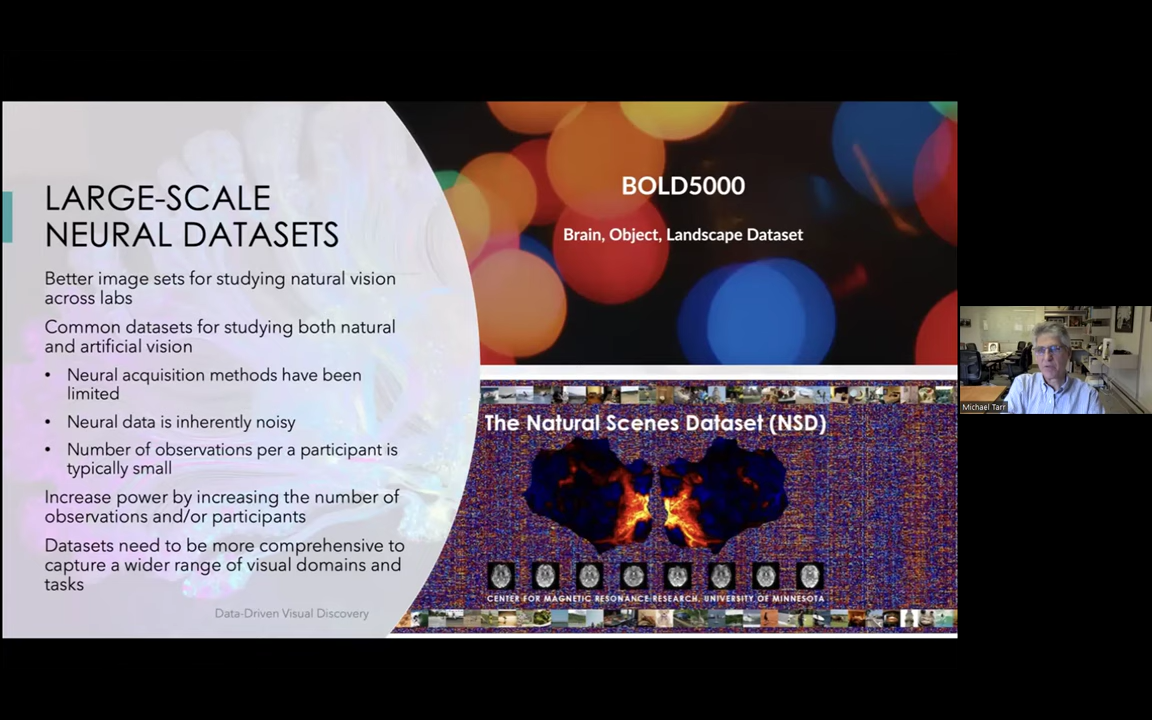 LARGE-SCALE
NEURAL DATASETS
Better image sets for studying natural vision
across labs
Common datasets for studying both natural
and artificial vision
• Neural acquisition methods have been
limited
• Neural data is inherently noisy
• Number of observations per a participant is
typically small
Increase power by increasing the number of
observations and/or participants
Datasets need to be more comprehensive to
capture a wider range of visual domains and
tasks
Data-Driven Visual Discovery
BOLD5000
Brain, Object, Landscape Dataset
The Natural Scenes Dataset (NSD)
CENTER FOR MAGNETIC RESONANCE RESEARCH, UNIVERSITY OF MINNESOTA
Michael Tarr